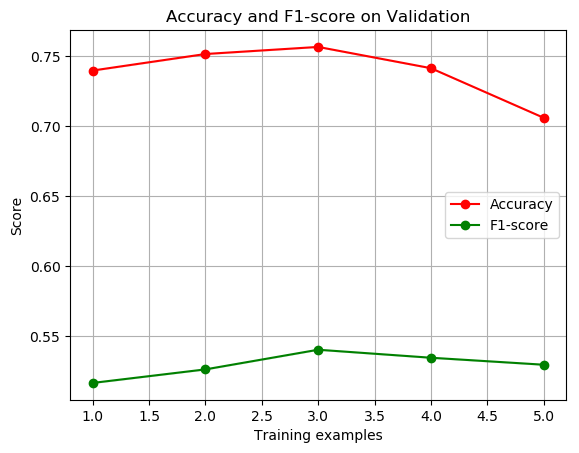 Accuracy and F1-score on Validation
0.75
0.70
0.65
0.60
0.55
Score
Accuracy
F1-score
1.0 1.5 2.0 2.5 3.0 3.5 4.0 4.5 5.0
Training examples